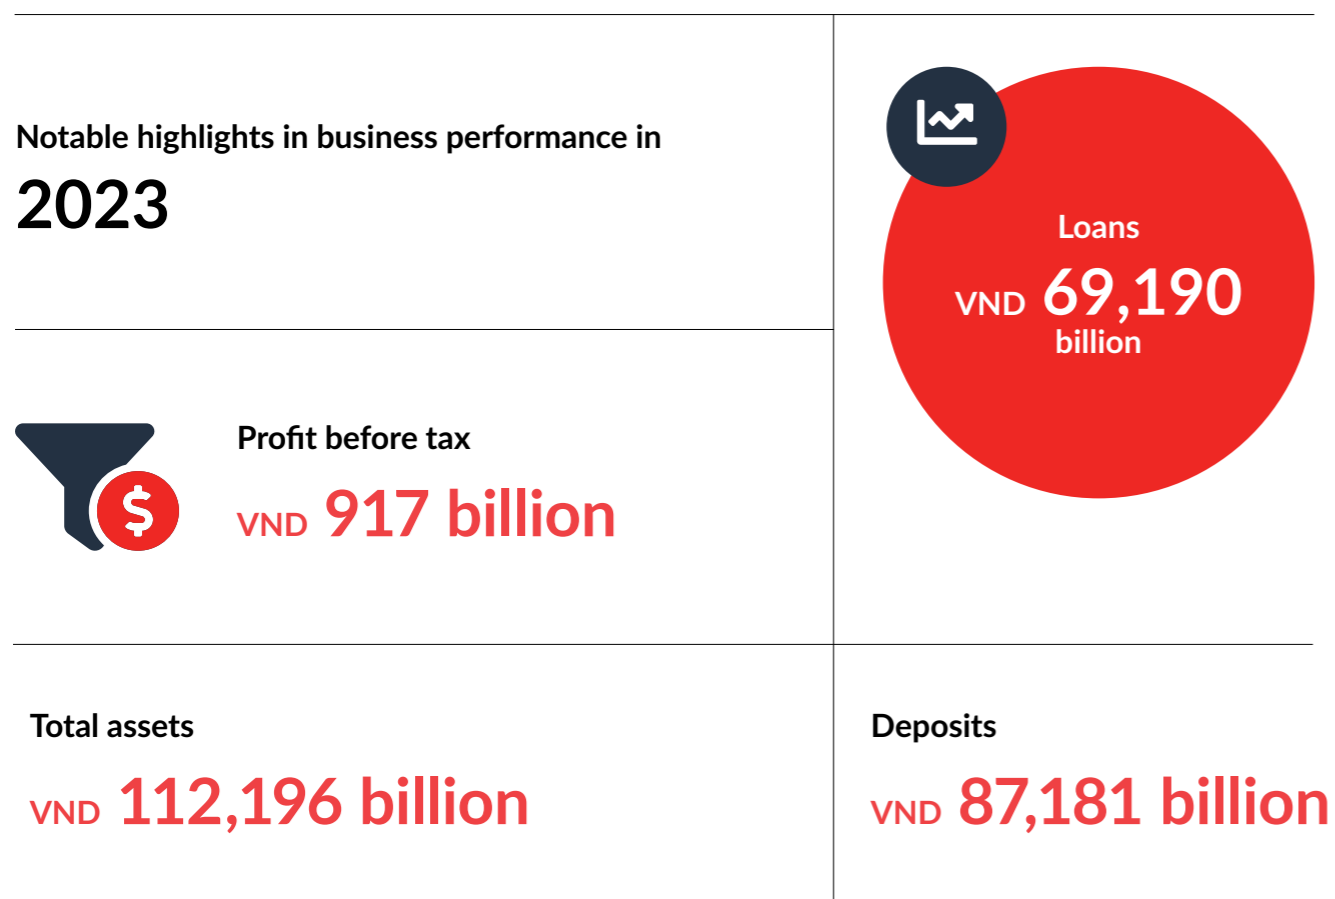 Notable highlights in business performance in
2023
Loans
VND 69,190
billion
Profit before tax
VND 917 billion
Total assets
VND 112,196 billion
Deposits
VND 87,181 billion